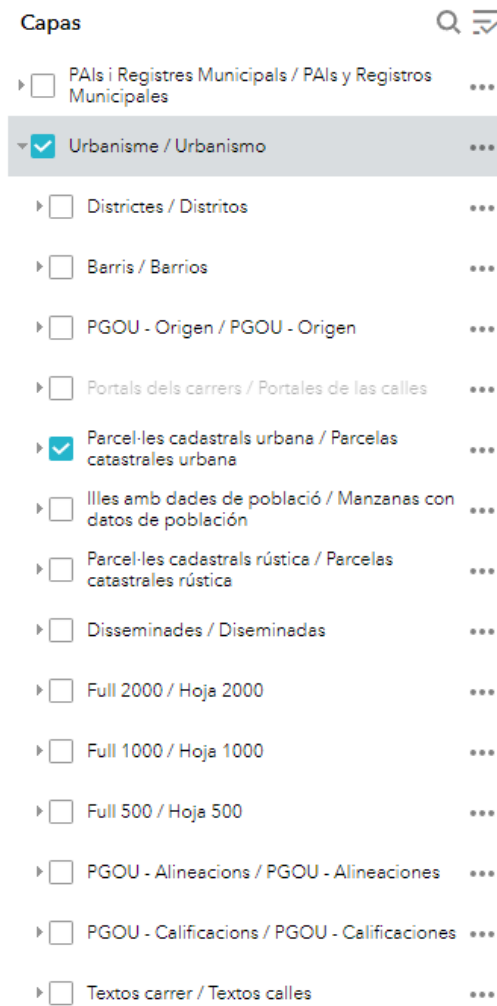 Capas
PAIs i Registres Municipals / PAIs y Registros
Municipales
Urbanisme / Urbanismo
Districtes / Distritos
Barris / Barrios
PGOU - Origen / PGOU - Origen
Portals dels carrers / Portales de las calles
Parcel·les cadastrals urbana / Parcelas
catastrales urbana
Illes amb dades de població / Manzanas con
datos de población
Parcel·les cadastrals rústica / Parcelas
catastrales rústica
Disseminades / Diseminadas
Full 2000 / Hoja 2000
Full 1000 / Hoja 1000
Full 500 / Hoja 500
PGOU - Alineacions / PGOU - Alineaciones
PGOU - Calificacions / PGOU - Calificaciones
Textos carrer / Textos calles